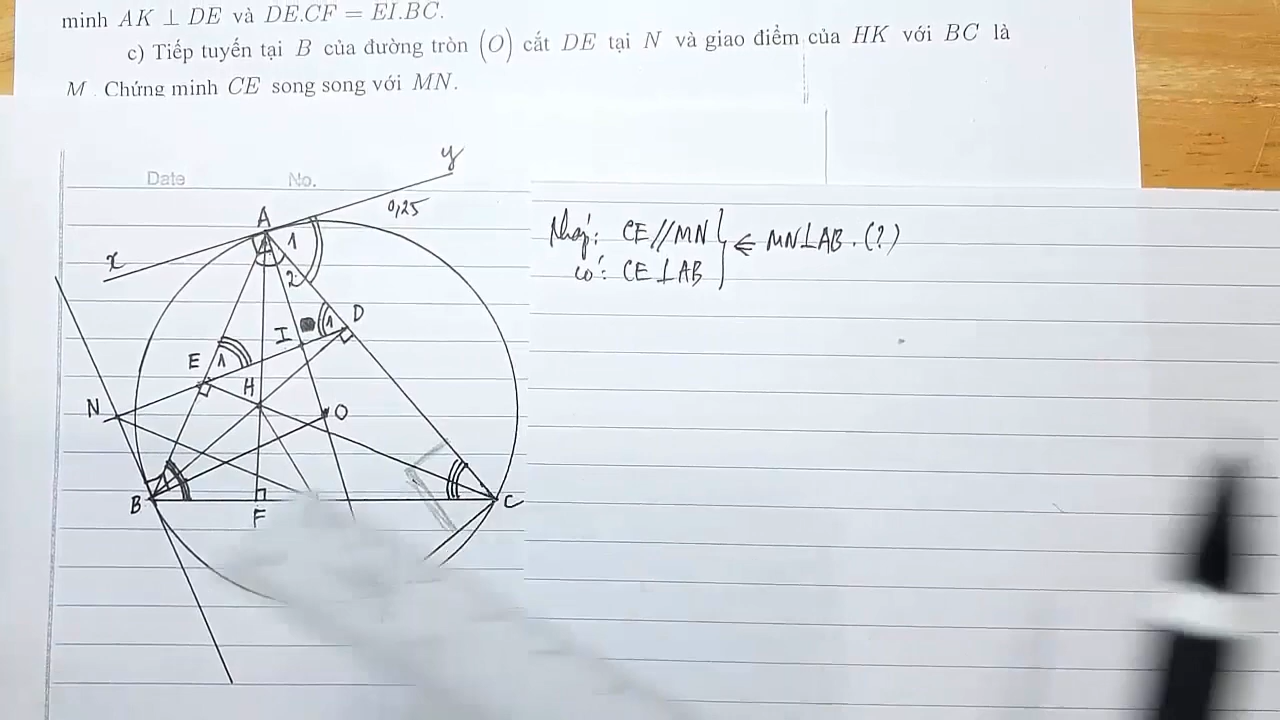 minh AK ⊥ DE và DE.CF = EI.BC.
c) Tiếp tuyến tại B của đường tròn (O) cắt DE tại N và giao điểm của HK với BC là
M . Chứng minh CE song song với MN.
Date No.
y
0,25
A
x
1
2
D
1
I
E
1
H
N
O
B
F
C
CE//MN
có: CE⊥AB
⇐ MN⊥AB. (?)